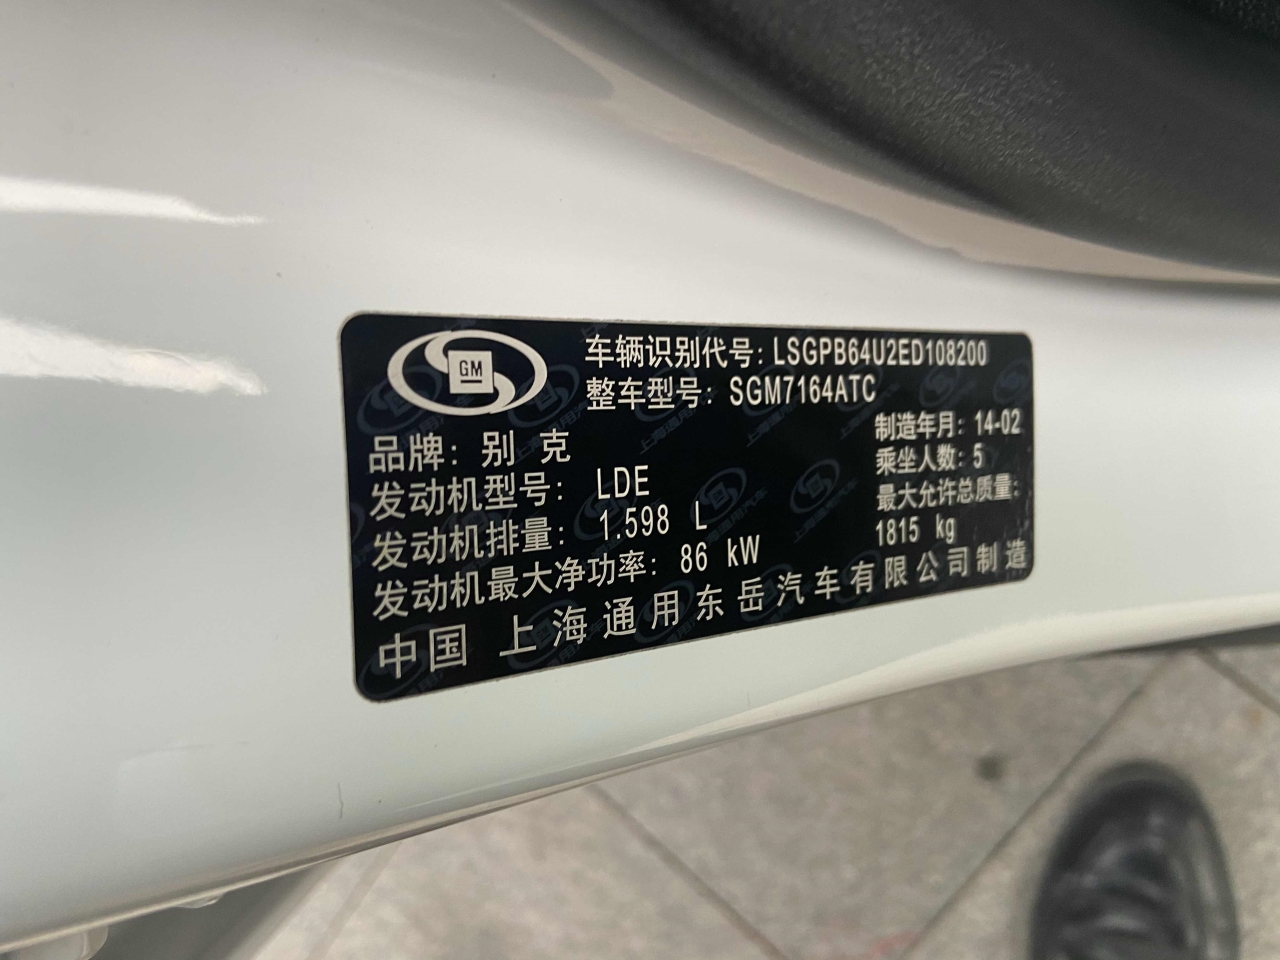 GM
车辆识别代号: LSGPB64U2ED108200
整车型号: SGM7164ATC
品牌: 别 克
制造年月: 14-02
发动机型号: LDE
乘坐人数: 5
发动机排量: 1.598 L
最大允许总质量:
1815 kg
发动机最大净功率: 86 kW
中国 上海通用东岳汽车有限公司制造